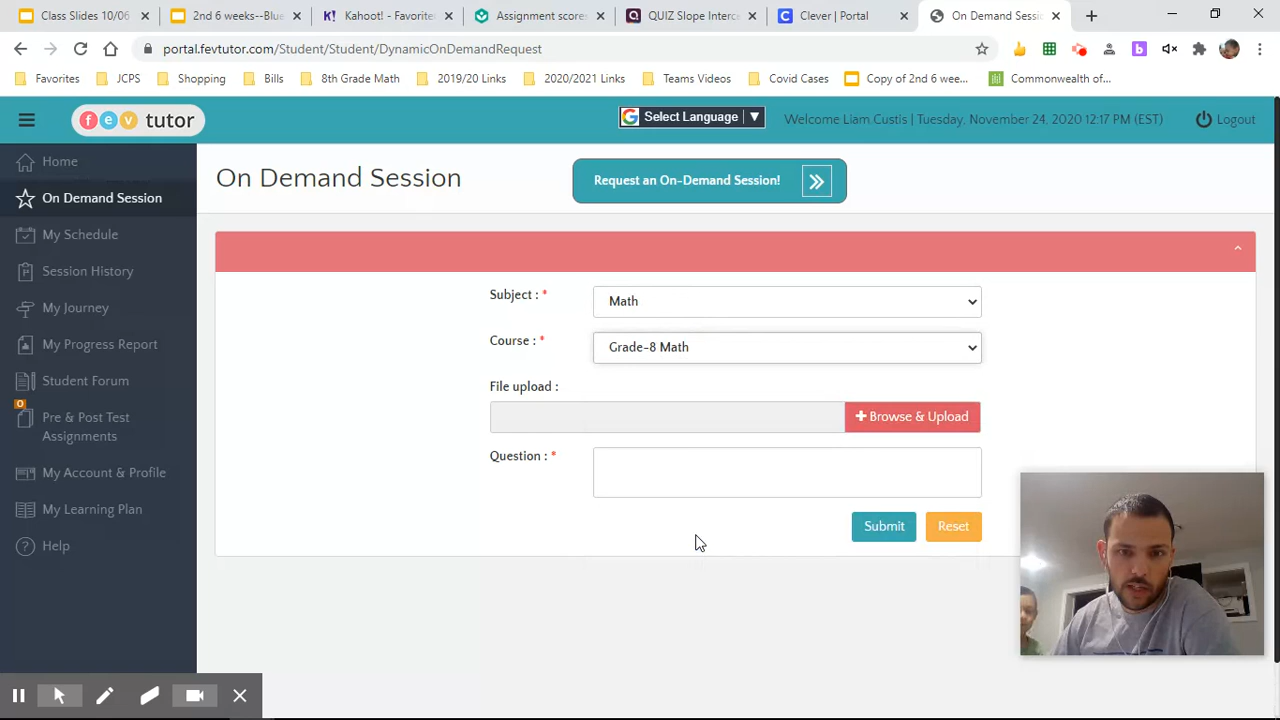 Class Slides 10/06
2nd 6 weeks--Blue
Kahoot! - Favorites
Assignment scores
QUIZ Slope Interce
Clever | Portal
On Demand Sessi
portal.fevtutor.com/Student/Student/DynamicOnDemandRequest
Favorites
JCPS
Shopping
Bills
8th Grade Math
2019/20 Links
2020/2021 Links
Teams Videos
Covid Cases
Copy of 2nd 6 wee...
Commonwealth of...
fev tutor
Select Language
Welcome Liam Custis | Tuesday, November 24, 2020 12:17 PM (EST)
Logout
Home
On Demand Session
My Schedule
Session History
My Journey
My Progress Report
Student Forum
0
Pre & Post Test
Assignments
My Account & Profile
My Learning Plan
Help
On Demand Session
Request an On-Demand Session!
Subject : *
Math
Course : *
Grade-8 Math
File upload :
Browse & Upload
Question : *
Submit
Reset